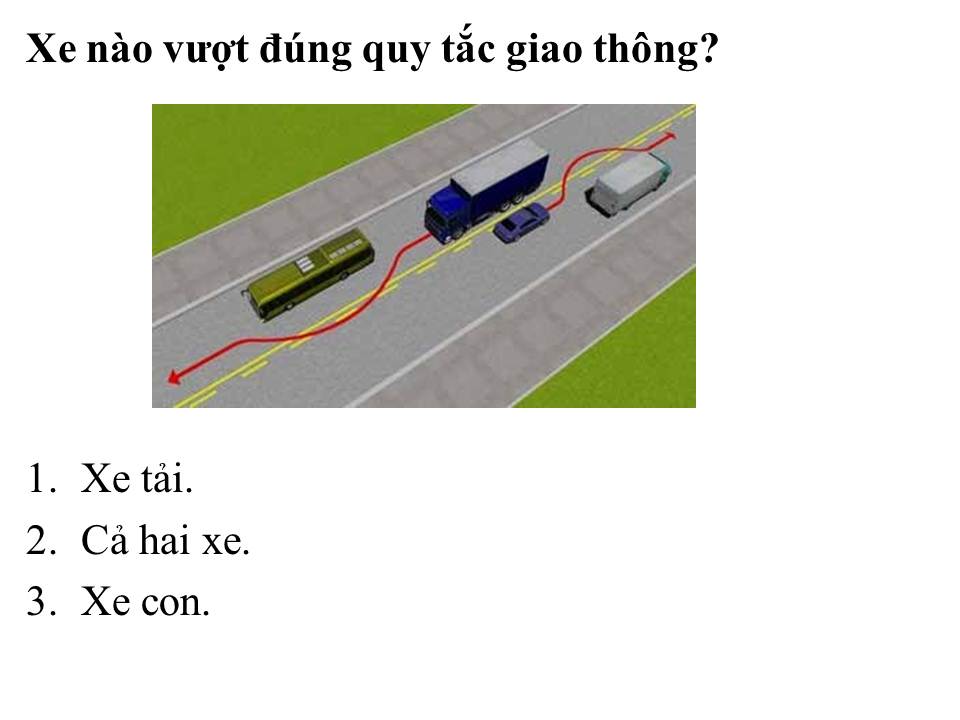 Xe nào vượt đúng quy tắc giao thông?
1. Xe tải.
2. Cả hai xe.
3. Xe con.